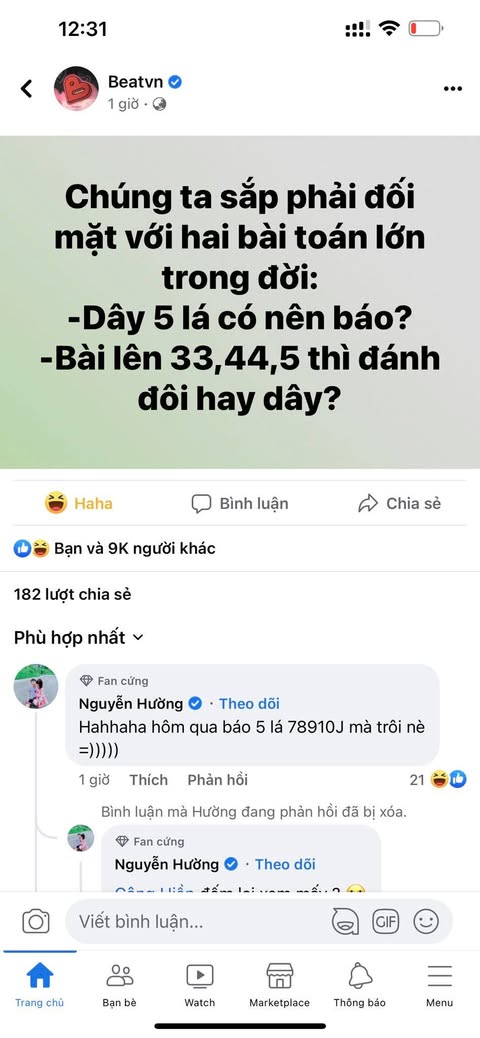 12:31
Beatvn
1 giờ ·
Chúng ta sắp phải đối
mặt với hai bài toán lớn
trong đời:
-Dây 5 lá có nên báo?
-Bài lên 33,44,5 thì đánh
đôi hay dây?
Haha
Bình luận
Chia sẻ
Bạn và 9K người khác
182 lượt chia sẻ
Phù hợp nhất
Fan cứng
Nguyễn Hường · Theo dõi
Hahhaha hôm qua báo 5 lá 78910J mà trôi nè
=)))))
1 giờ Thích Phản hồi 21
Bình luận mà Hường đang phản hồi đã bị xóa.
Fan cứng
Nguyễn Hường · Theo dõi
Viết bình luận...
GIF
Trang chủ
Bạn bè
Watch
Marketplace
Thông báo
Menu